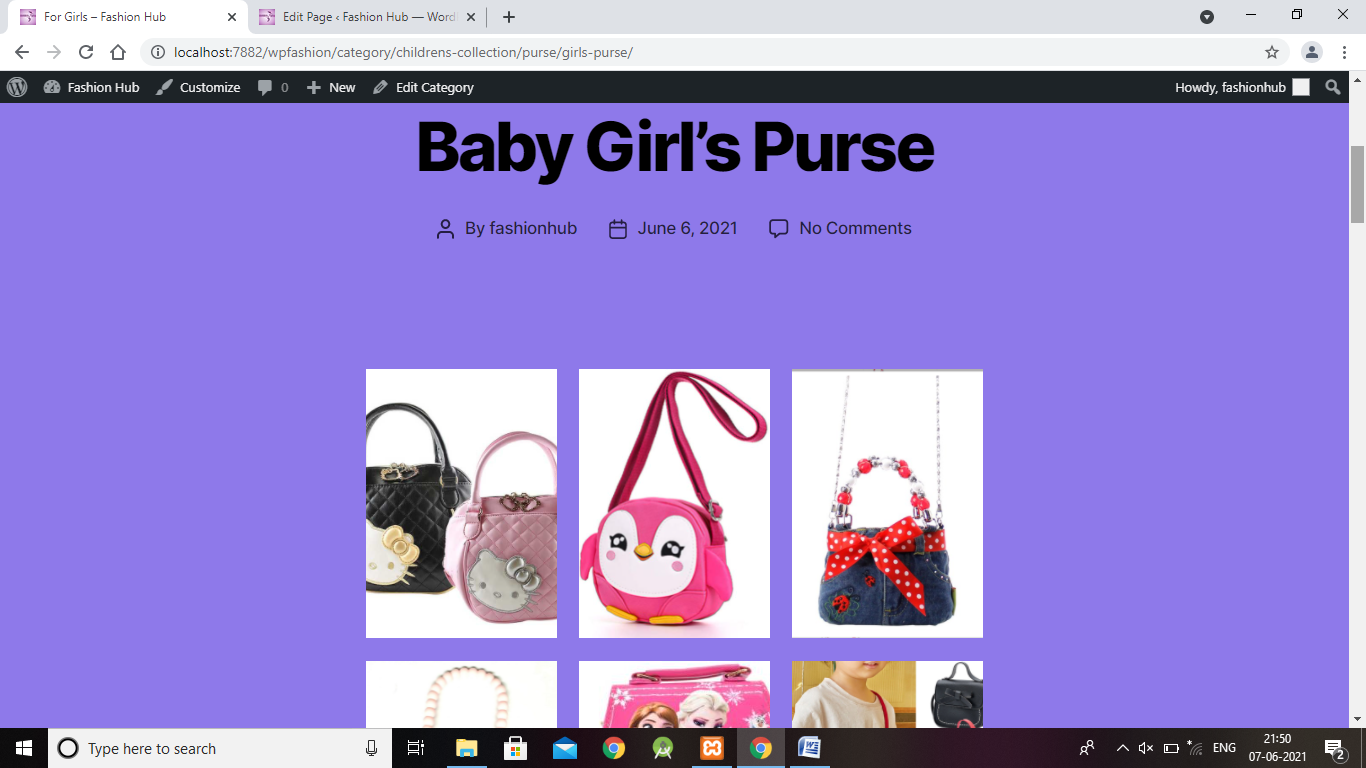 For Girls – Fashion Hub
Edit Page ‹ Fashion Hub — Word
localhost:7882/wpfashion/category/childrens-collection/purse/girls-purse/
Fashion Hub Customize 0 New Edit Category Howdy, fashionhub
Baby Girl’s Purse
By fashionhub June 6, 2021 No Comments
Type here to search
ENG
21:50
07-06-2021
2